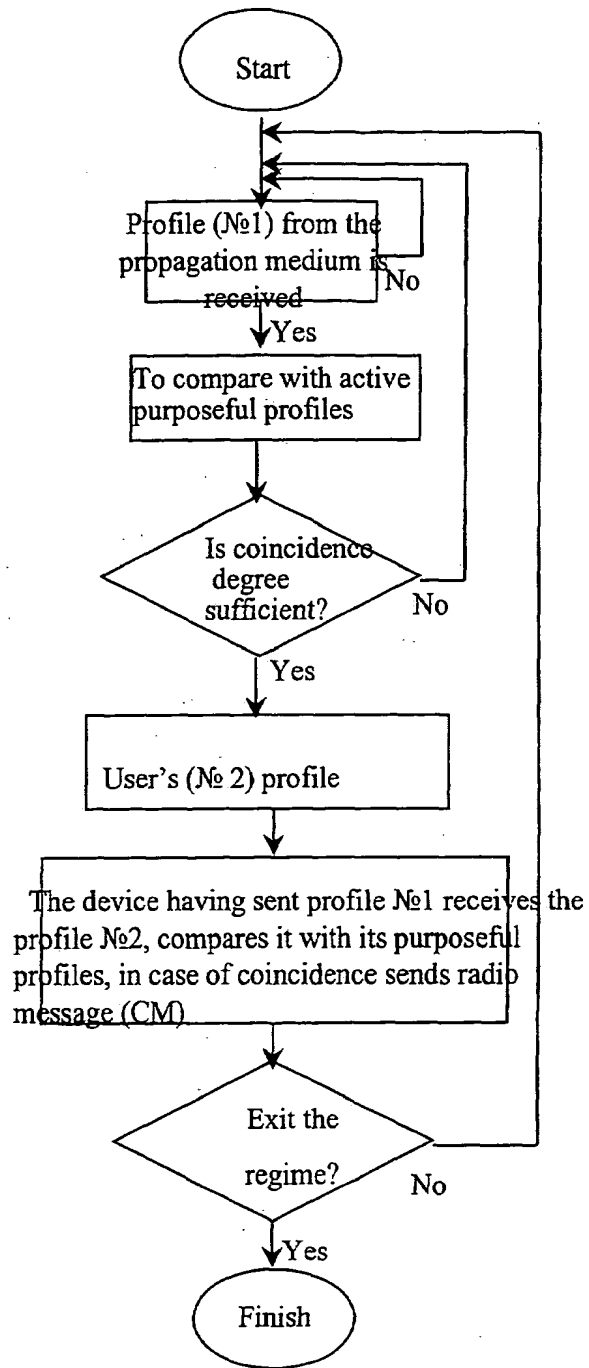 Start
Profile (№1) from the
propagation medium is
received
No
Yes
To compare with active
purposeful profiles
Is coincidence
degree
sufficient?
No
Yes
User's (№ 2) profile
The device having sent profile №1 receives the
profile №2, compares it with its purposeful
profiles, in case of coincidence sends radio
message (CM)
Exit the
regime?
No
Yes
Finish